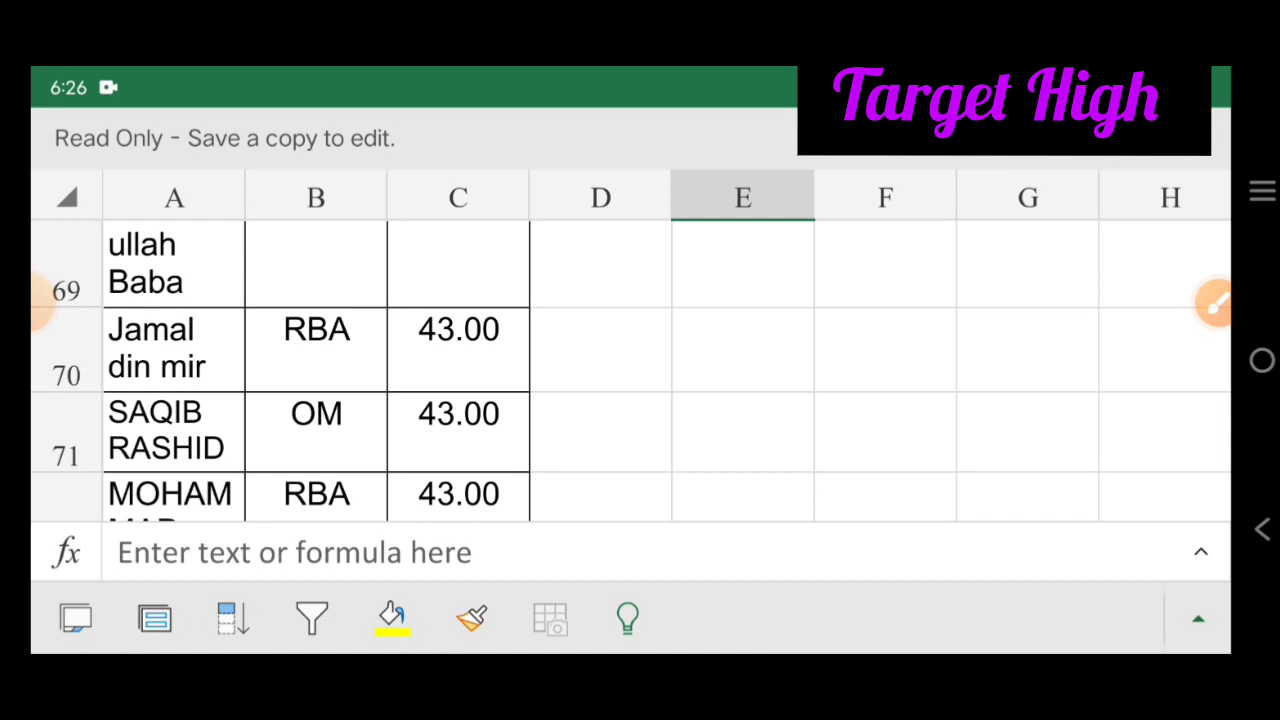 6:26
Target High
Read Only - Save a copy to edit.
A B C D E F G H
ullah
Baba
69
Jamal RBA 43.00
din mir
70
SAQIB OM 43.00
RASHID
71
MOHAM RBA 43.00
fx Enter text or formula here